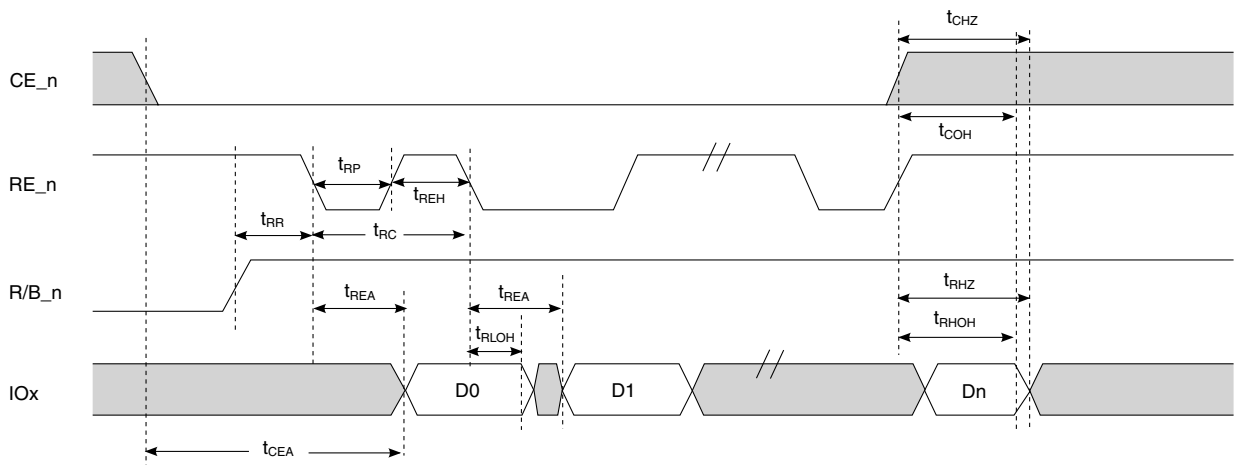 tCHZ
CE_n
tCOH
RE_n
tRP
tREH
tRR
tRC
R/B_n
tREA
tREA
tRHZ
tRLOH
tRHOH
IOx
D0
D1
Dn
tCEA